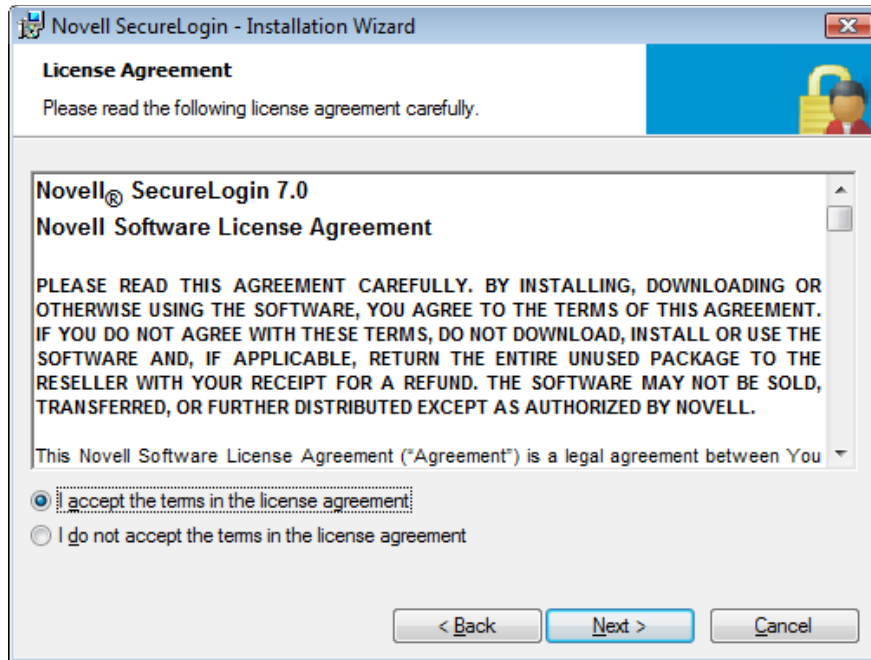 Novell SecureLogin - Installation Wizard
License Agreement
Please read the following license agreement carefully.
Novell® SecureLogin 7.0
Novell Software License Agreement
PLEASE READ THIS AGREEMENT CAREFULLY. BY INSTALLING, DOWNLOADING OR
OTHERWISE USING THE SOFTWARE, YOU AGREE TO THE TERMS OF THIS AGREEMENT.
IF YOU DO NOT AGREE WITH THESE TERMS, DO NOT DOWNLOAD, INSTALL OR USE THE
SOFTWARE AND, IF APPLICABLE, RETURN THE ENTIRE UNUSED PACKAGE TO THE
RESELLER WITH YOUR RECEIPT FOR A REFUND. THE SOFTWARE MAY NOT BE SOLD,
TRANSFERRED, OR FURTHER DISTRIBUTED EXCEPT AS AUTHORIZED BY NOVELL.
This Novell Software License Agreement (“Agreement”) is a legal agreement between You
I accept the terms in the license agreement
I do not accept the terms in the license agreement
< Back Next > Cancel